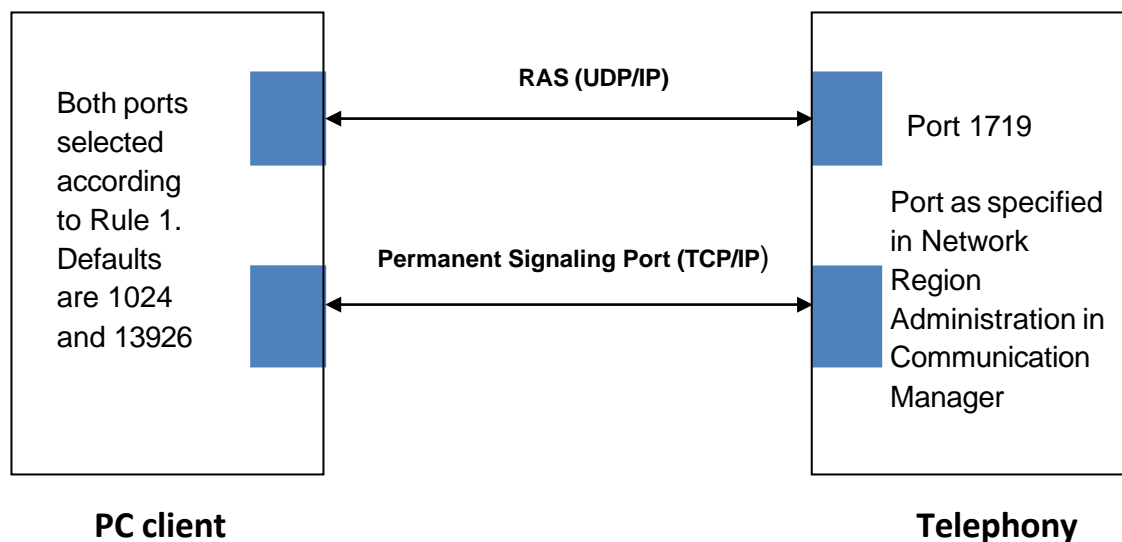 Both ports
selected
according
to Rule 1.
Defaults
are 1024
and 13926
RAS (UDP/IP)
Permanent Signaling Port (TCP/IP)
Port 1719
Port as specified
in Network
Region
Administration in
Communication
Manager
PC client
Telephony